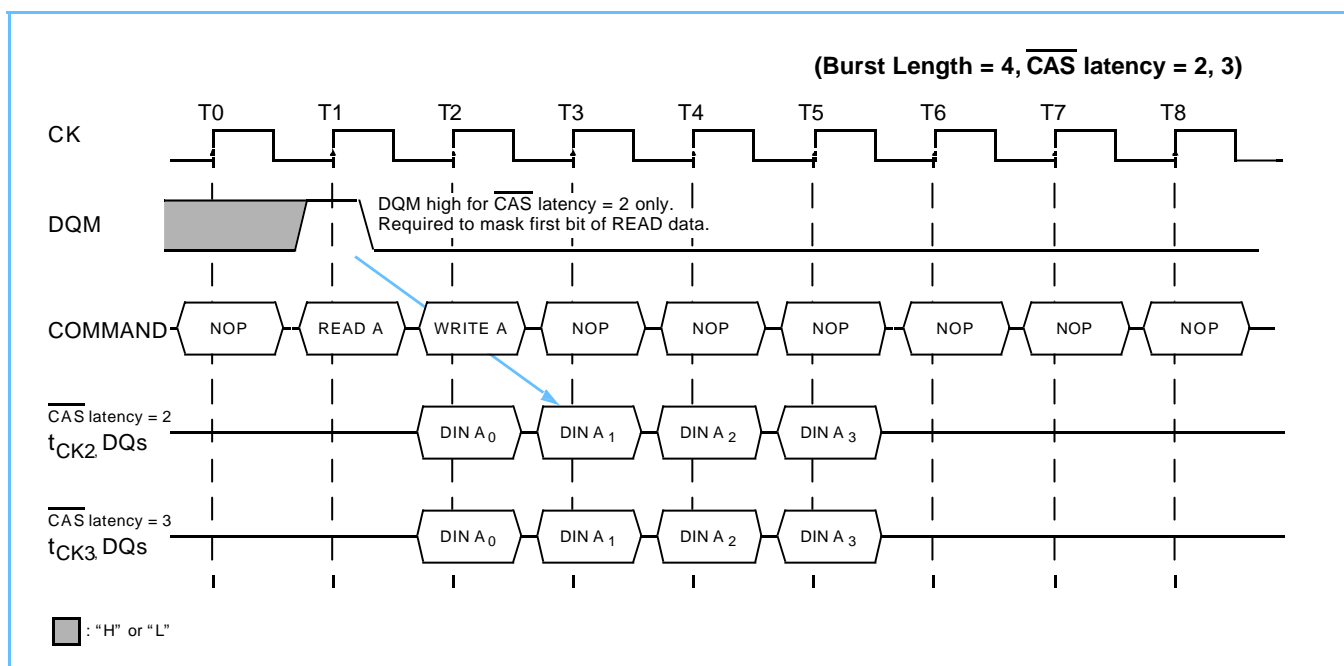 (Burst Length = 4, CAS latency = 2, 3)
T0 T1 T2 T3 T4 T5 T6 T7 T8
CK
DQM high for CAS latency = 2 only.
DQM
Required to mask first bit of READ data.
COMMAND NOP READ A WRITE A NOP NOP NOP NOP NOP NOP
CAS latency = 2
tCK2, DQs DIN A0 DIN A1 DIN A2 DIN A3
CAS latency = 3
tCK3, DQs DIN A0 DIN A1 DIN A2 DIN A3
: “H” or “L”